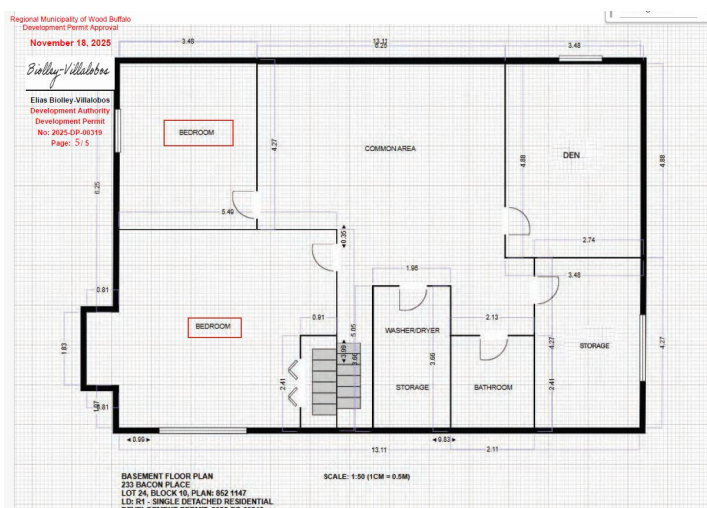 Regional Municipality of Wood Buffalo
Development Permit Approval
November 18, 2025
Biolley-Villalobos
Elias Biolley-Villalobos
Development Authority
Development Permit
No: 2025-DP-00319
Page: 5/ 5
3.48
13.11
6.25
3.48
BEDROOM
4.27
COMMON AREA
DEN
4.88
4.88
6.25
5.49
0.35
2.74
3.48
1.96
0.81
0.91
2.13
BEDROOM
WASHER/DRYER
5.05
1.83
3.99
3.66
4.27
STORAGE
4.27
2.41
STORAGE
3.66
BATHROOM
2.41
0.81
0.99
9.83
13.11
2.11
BASEMENT FLOOR PLAN
SCALE: 1:50 (1CM = 0.5M)
233 BACON PLACE
LOT 24, BLOCK 10, PLAN: 852 1147
LD: R1 - SINGLE DETACHED RESIDENTIAL